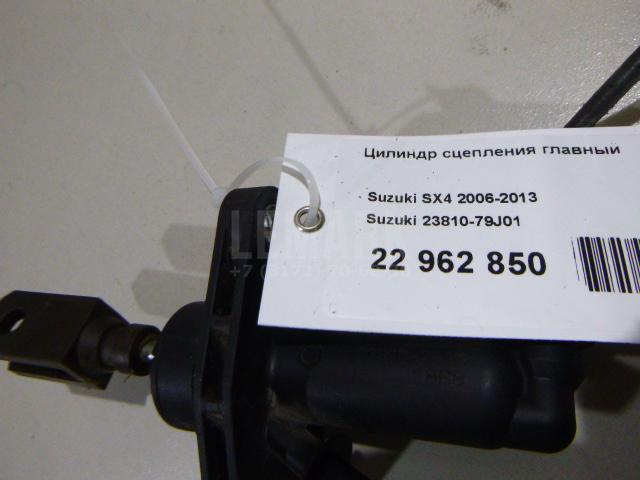 Цилиндр сцепления главный
Suzuki SX4 2006-2013
Suzuki 23810-79J01
22 962 850